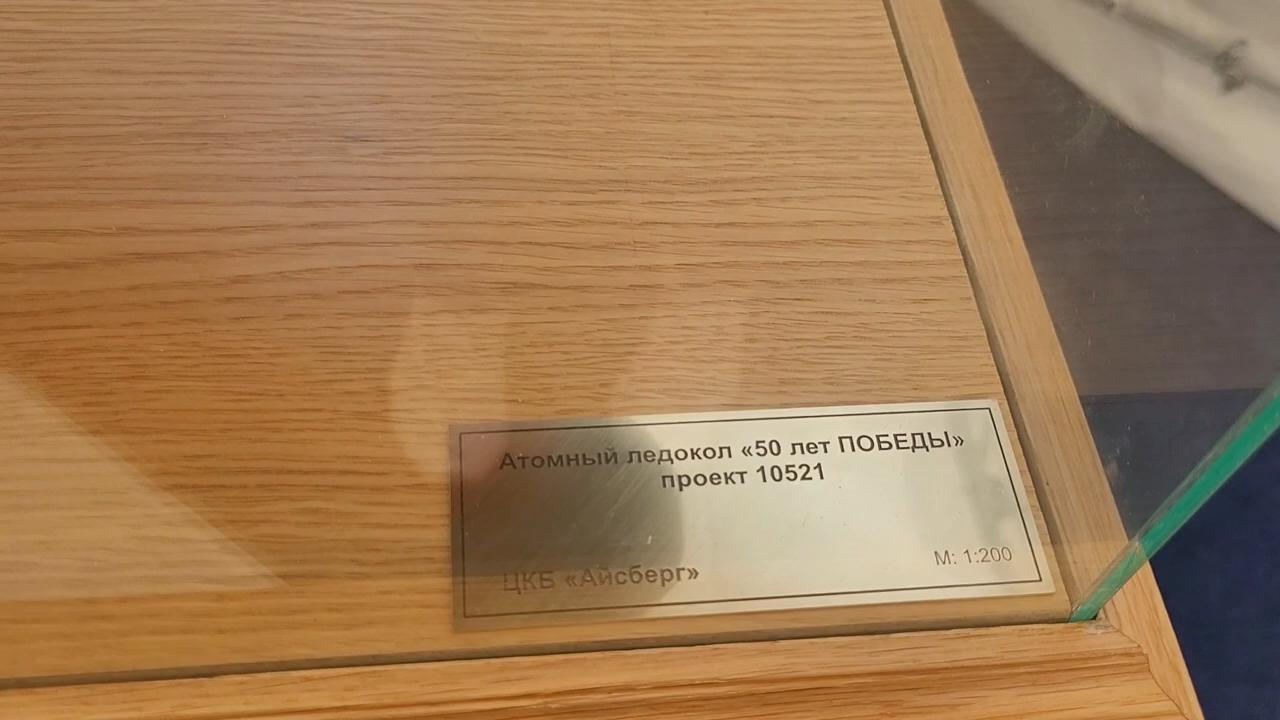 Атомный ледокол «50 лет ПОБЕДЫ»
проект 10521
ЦКБ «Айсберг»
М: 1:200